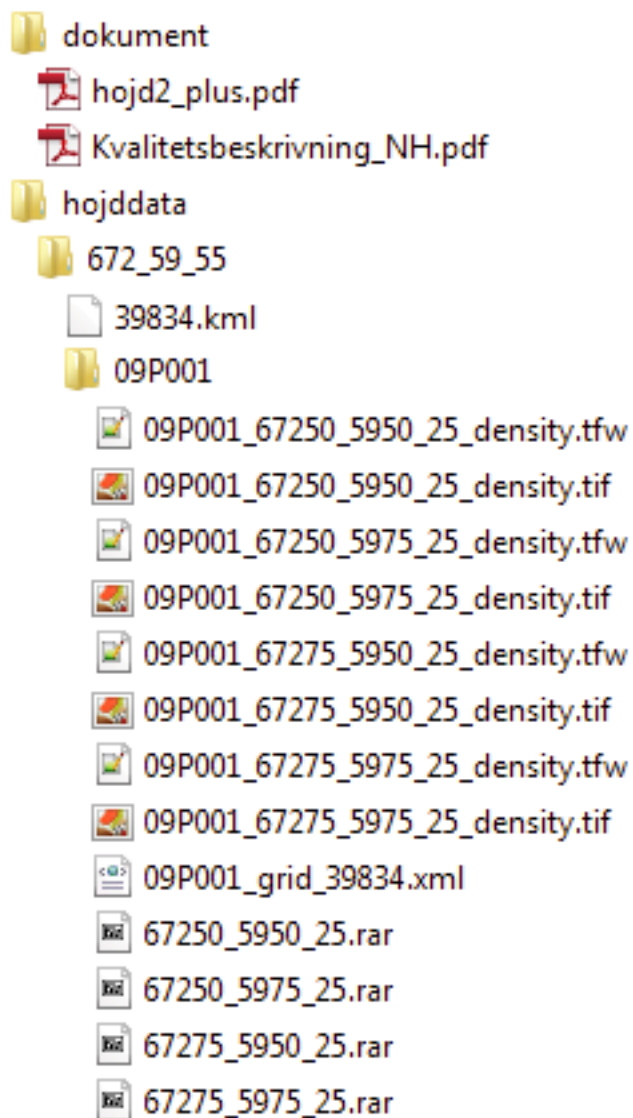 dokument
hojd2_plus.pdf
Kvalitetsbeskrivning_NH.pdf
hojddata
672_59_55
39834.kml
09P001
09P001_67250_5950_25_density.tfw
09P001_67250_5950_25_density.tif
09P001_67250_5975_25_density.tfw
09P001_67250_5975_25_density.tif
09P001_67275_5950_25_density.tfw
09P001_67275_5950_25_density.tif
09P001_67275_5975_25_density.tfw
09P001_67275_5975_25_density.tif
09P001_grid_39834.xml
67250_5950_25.rar
67250_5975_25.rar
67275_5950_25.rar
67275_5975_25.rar